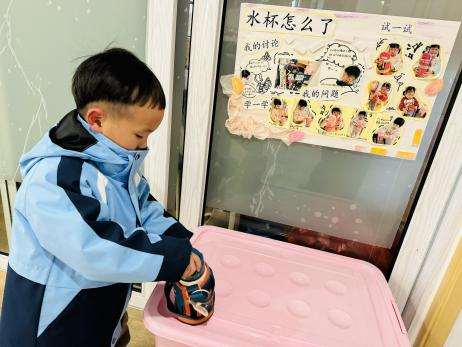 水杯怎么了
试一试
我的讨论
我的问题
学一学